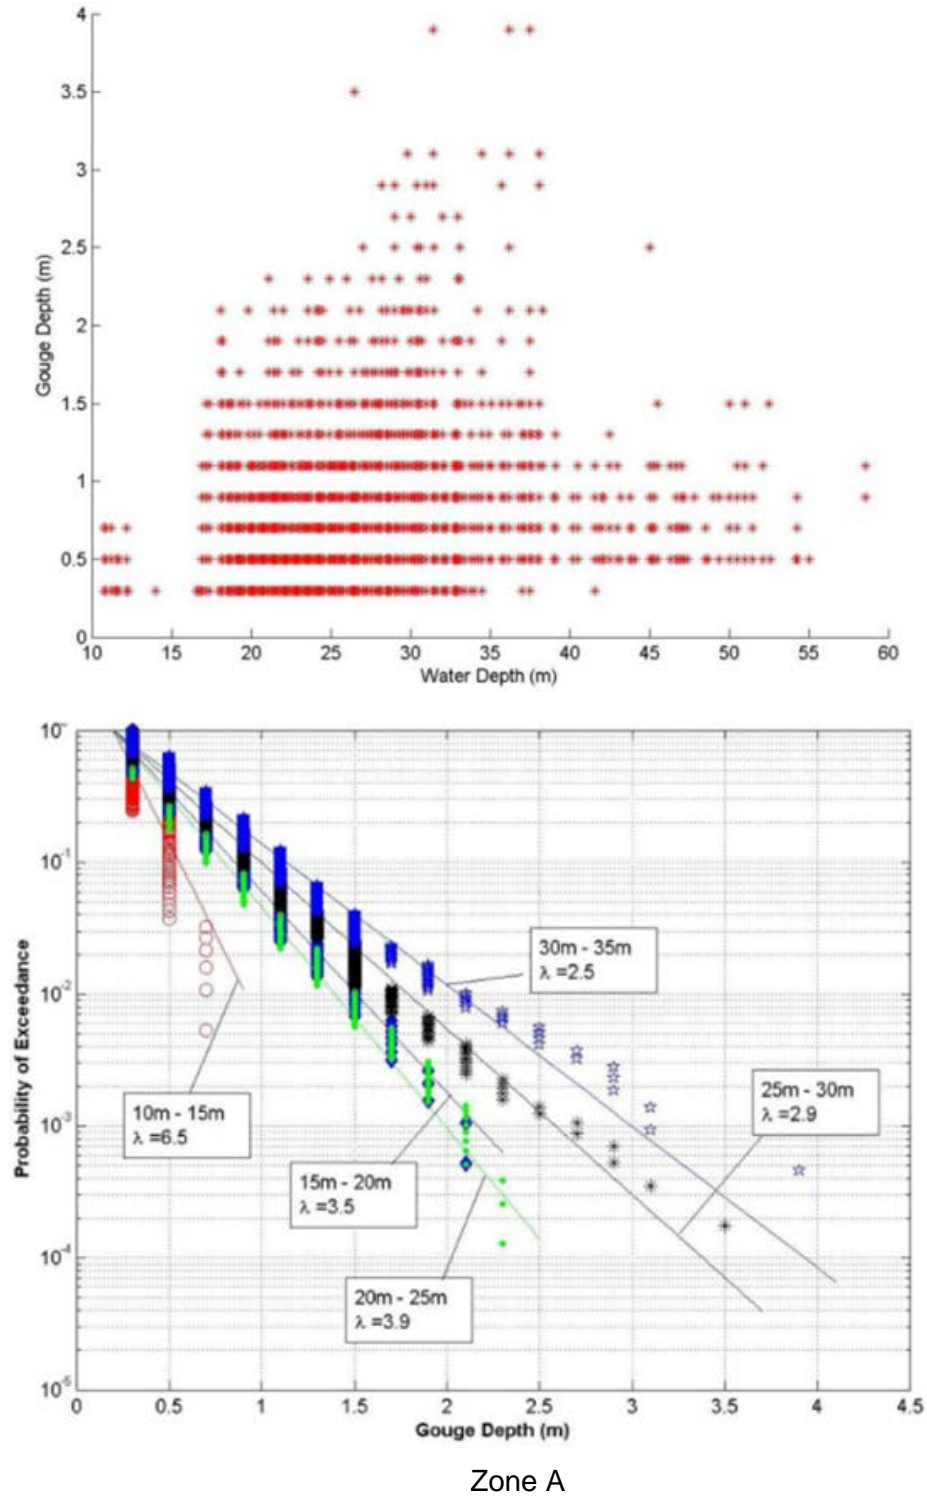 4
3.5
3
2.5
2
1.5
1
0.5
0
Gouge Depth (m)
10 15 20 25 30 35 40 45 50 55 60
Water Depth (m)
10
10-1
10-2
10-3
10-4
10-5
Probability of Exceedance
30m - 35m
λ =2.5
25m - 30m
λ =2.9
10m - 15m
λ =6.5
15m - 20m
λ =3.5
20m - 25m
λ =3.9
0 0.5 1 1.5 2 2.5 3 3.5 4 4.5
Gouge Depth (m)
Zone A